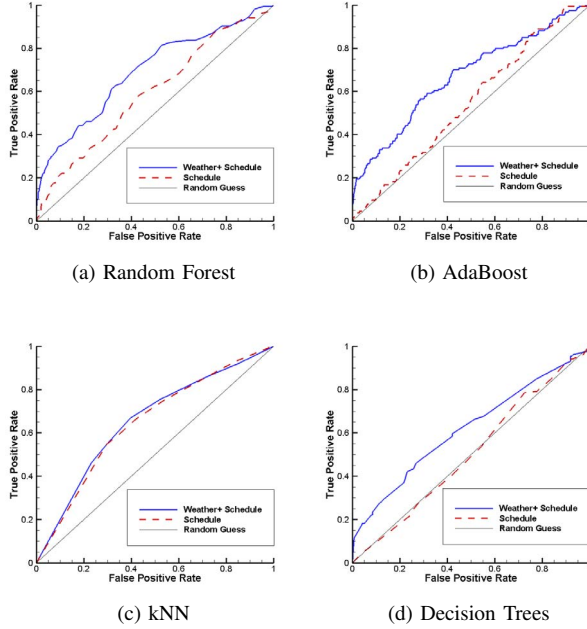 True Positive Rate
1
0.8
0.6
0.4
0.2
0
Weather+ Schedule
Schedule
Random Guess
0 0.2 0.4 0.6 0.8 1
False Positive Rate
(a) Random Forest
True Positive Rate
1
0.8
0.6
0.4
0.2
0
Weather+ Schedule
Schedule
Random Guess
0 0.2 0.4 0.6 0.8
False Positive Rate
(b) AdaBoost
True Positive Rate
1
0.8
0.6
0.4
0.2
0
Weather+ Schedule
Schedule
Random Guess
0 0.2 0.4 0.6 0.8 1
False Positive Rate
(c) kNN
True Positive Rate
1
0.8
0.6
0.4
0.2
0
Weather+ Schedule
Schedule
Random Guess
0 0.2 0.4 0.6 0.8
False Positive Rate
(d) Decision Trees